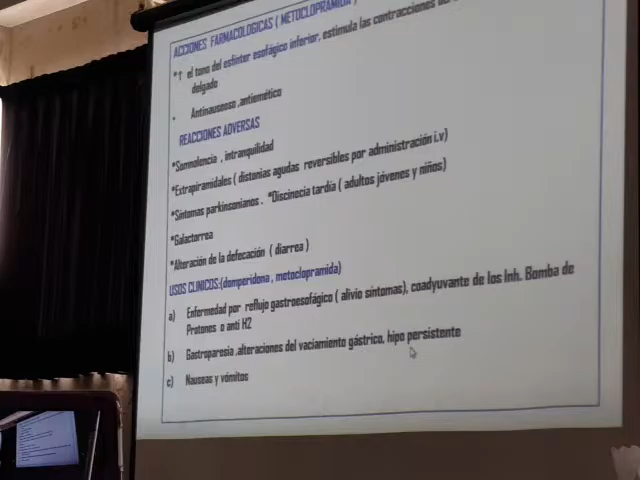 ACCIONES FARMACOLOGICAS ( METOCLOPRAMIDA
*↑ el tono del esfínter esofágico inferior, estimula las contracciones
delgado
. Antinauseoso ,antiemético
REACCIONES ADVERSAS
*Somnolencia , intranquilidad
*Extrapiramidales ( distonías agudas reversibles por administración i.v)
*Síntomas parkinsonianos . *Discinecia tardía ( adultos jóvenes y niños)
*Galactorrea
*Alteración de la defecación ( diarrea )
USOS CLINICOS:(domperidona , metoclopramida)
a) Enfermedad por reflujo gastroesofágico ( alivio síntomas), coadyuvante de los Inh. Bomba de
Protones o anti H2
b) Gastroparesia ,alteraciones del vaciamiento gástrico, hipo persistente
c) Nauseas y vómitos